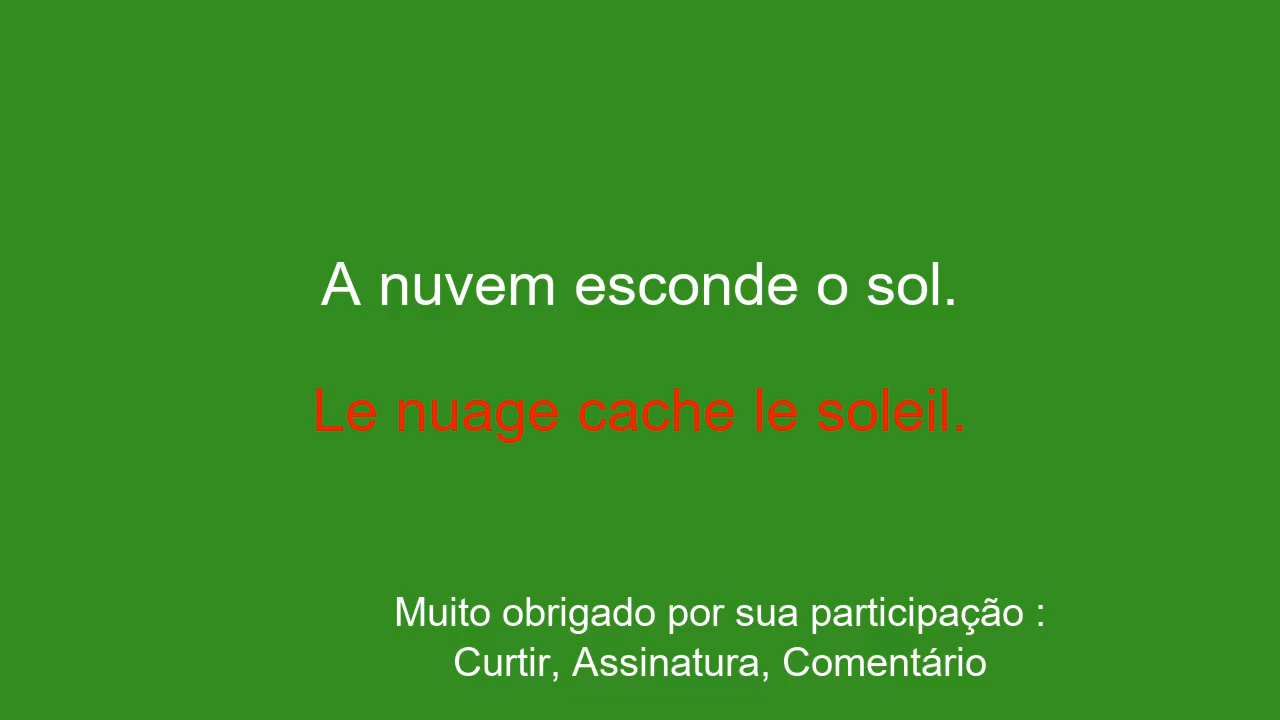 A nuvem esconde o sol.
Le nuage cache le soleil.
Muito obrigado por sua participação :
Curtir, Assinatura, Comentário